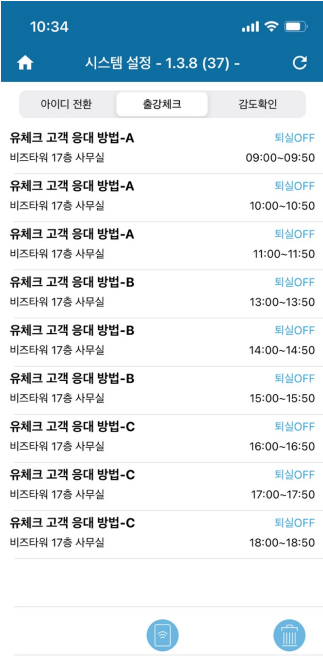 10:34
시스템 설정 - 1.3.8 (37) -
아이디 전환 출강체크 감도확인
유체크 고객 응대 방법-A 퇴실OFF
비즈타워 17층 사무실 09:00~09:50
유체크 고객 응대 방법-A 퇴실OFF
비즈타워 17층 사무실 10:00~10:50
유체크 고객 응대 방법-A 퇴실OFF
비즈타워 17층 사무실 11:00~11:50
유체크 고객 응대 방법-B 퇴실OFF
비즈타워 17층 사무실 13:00~13:50
유체크 고객 응대 방법-B 퇴실OFF
비즈타워 17층 사무실 14:00~14:50
유체크 고객 응대 방법-B 퇴실OFF
비즈타워 17층 사무실 15:00~15:50
유체크 고객 응대 방법-C 퇴실OFF
비즈타워 17층 사무실 16:00~16:50
유체크 고객 응대 방법-C 퇴실OFF
비즈타워 17층 사무실 17:00~17:50
유체크 고객 응대 방법-C 퇴실OFF
비즈타워 17층 사무실 18:00~18:50